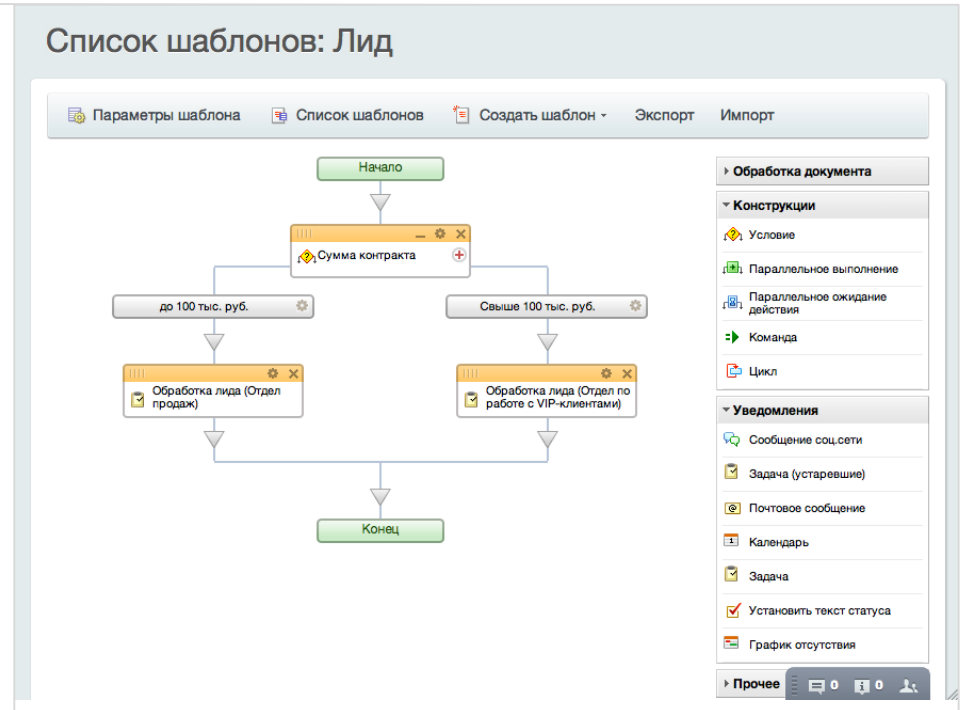 Список шаблонов: Лид
Параметры шаблона
Список шаблонов
Создать шаблон
Экспорт
Импорт
Начало
Сумма контракта
до 100 тыс. руб.
Свыше 100 тыс. руб.
Обработка лида (Отдел
продаж)
Обработка лида (Отдел по
работе с VIP-клиентами)
Конец
Обработка документа
Конструкции
Условие
Параллельное выполнение
Параллельное ожидание
действия
Команда
Цикл
Уведомления
Сообщение соц.сети
Задача (устаревшие)
Почтовое сообщение
Календарь
Задача
Установить текст статуса
График отсутствия
Прочее
0
0